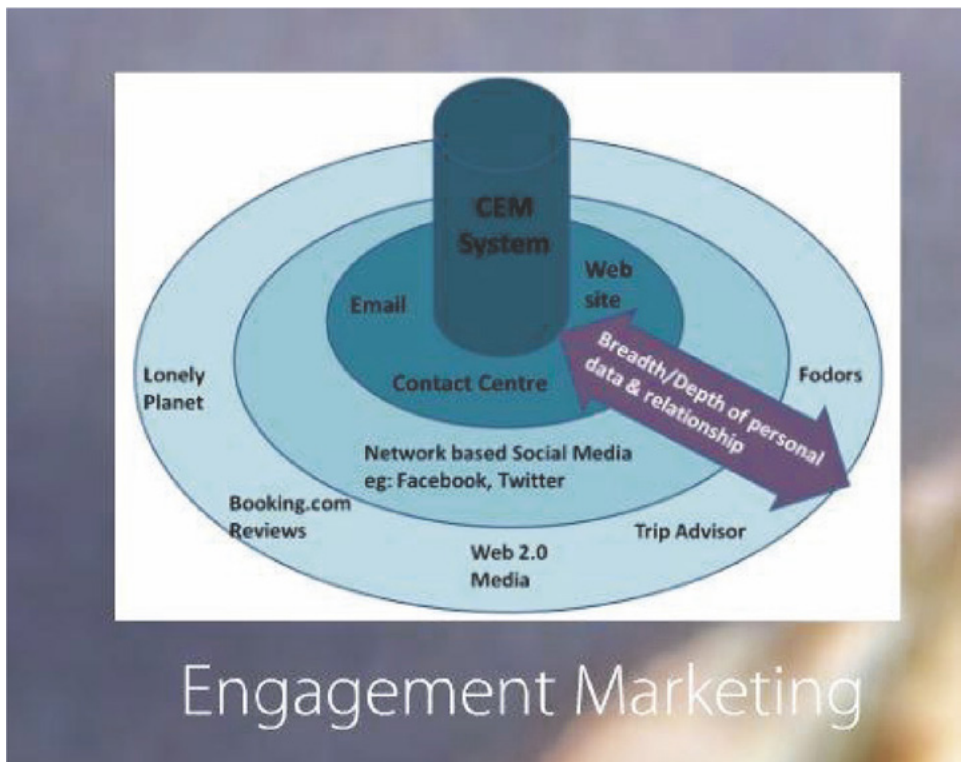 CEM
System
Web
site
Email
Breadth/Depth of personal
data & relationship
Contact Centre
Lonely
Planet
Fodors
Network based Social Media
eg: Facebook, Twitter
Booking.com
Reviews
Trip Advisor
Web 2.0
Media
Engagement Marketing